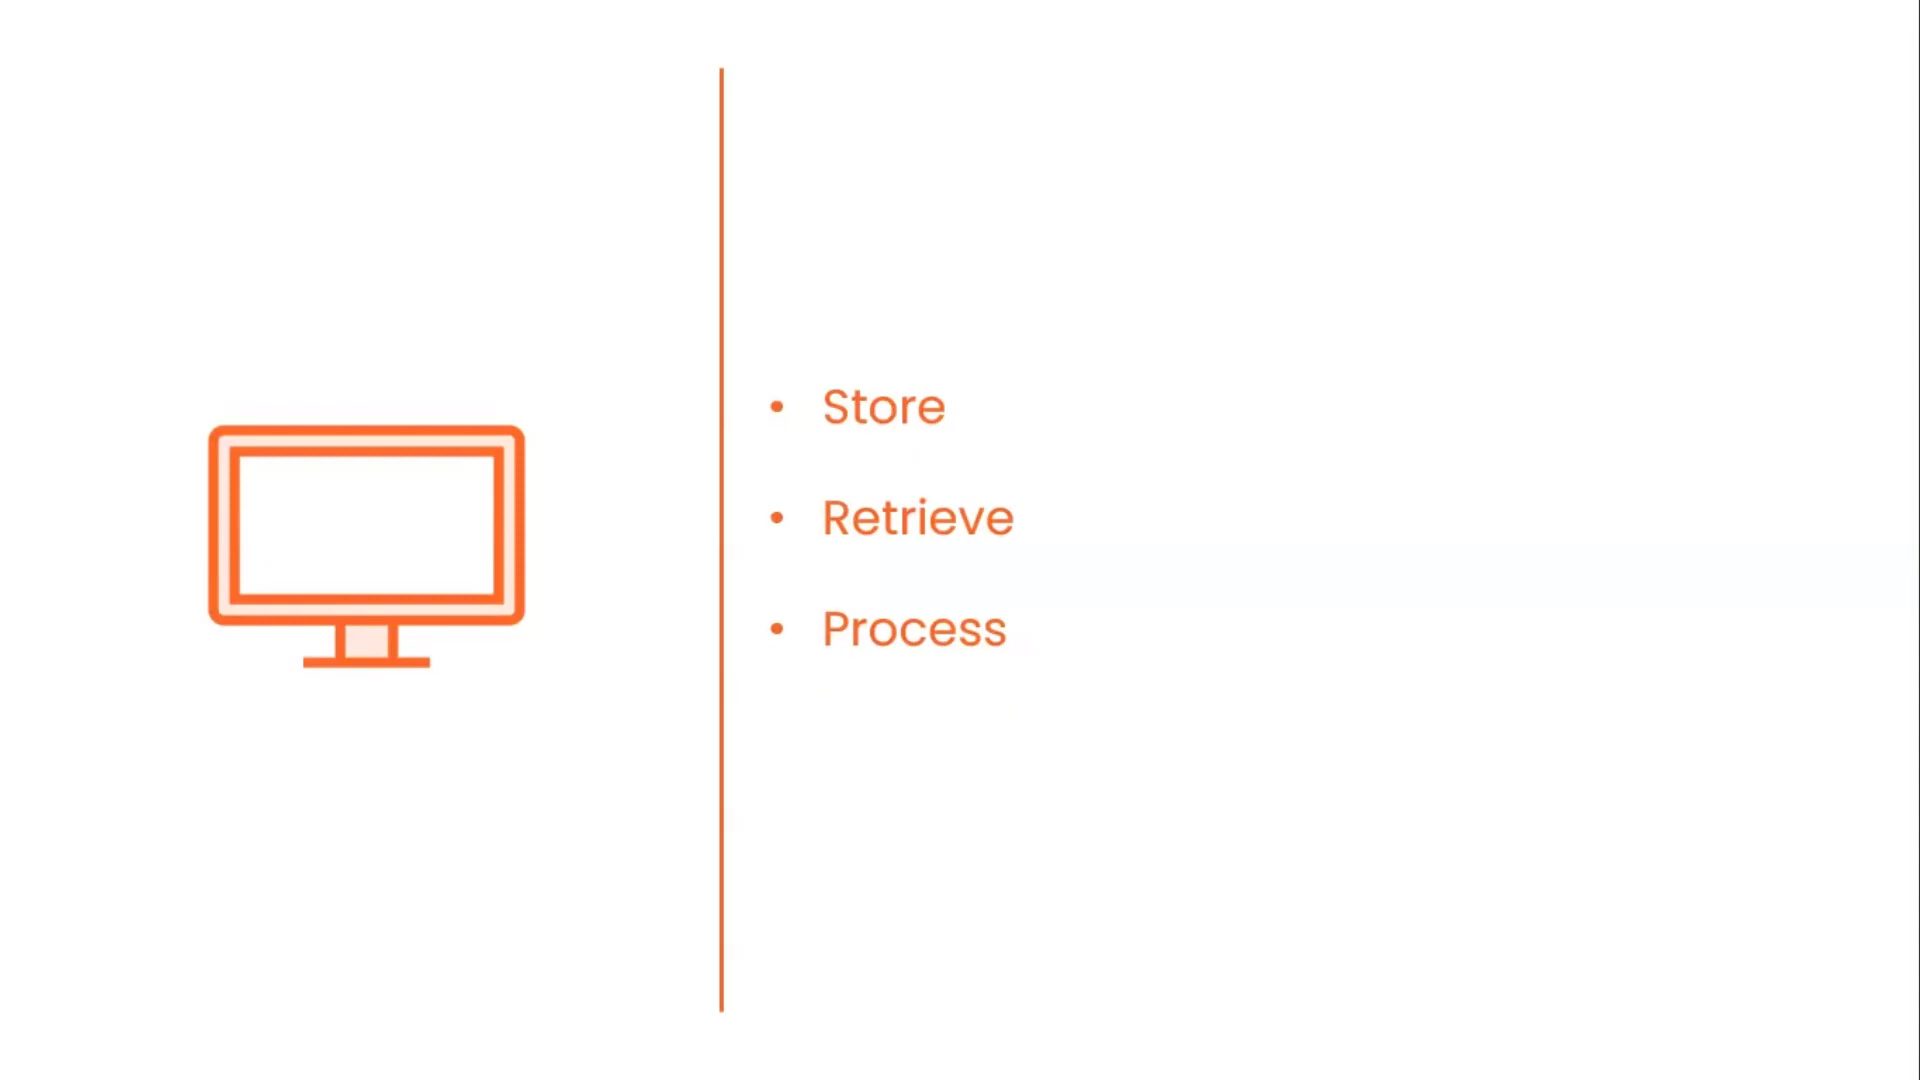 • Store
• Retrieve
• Process